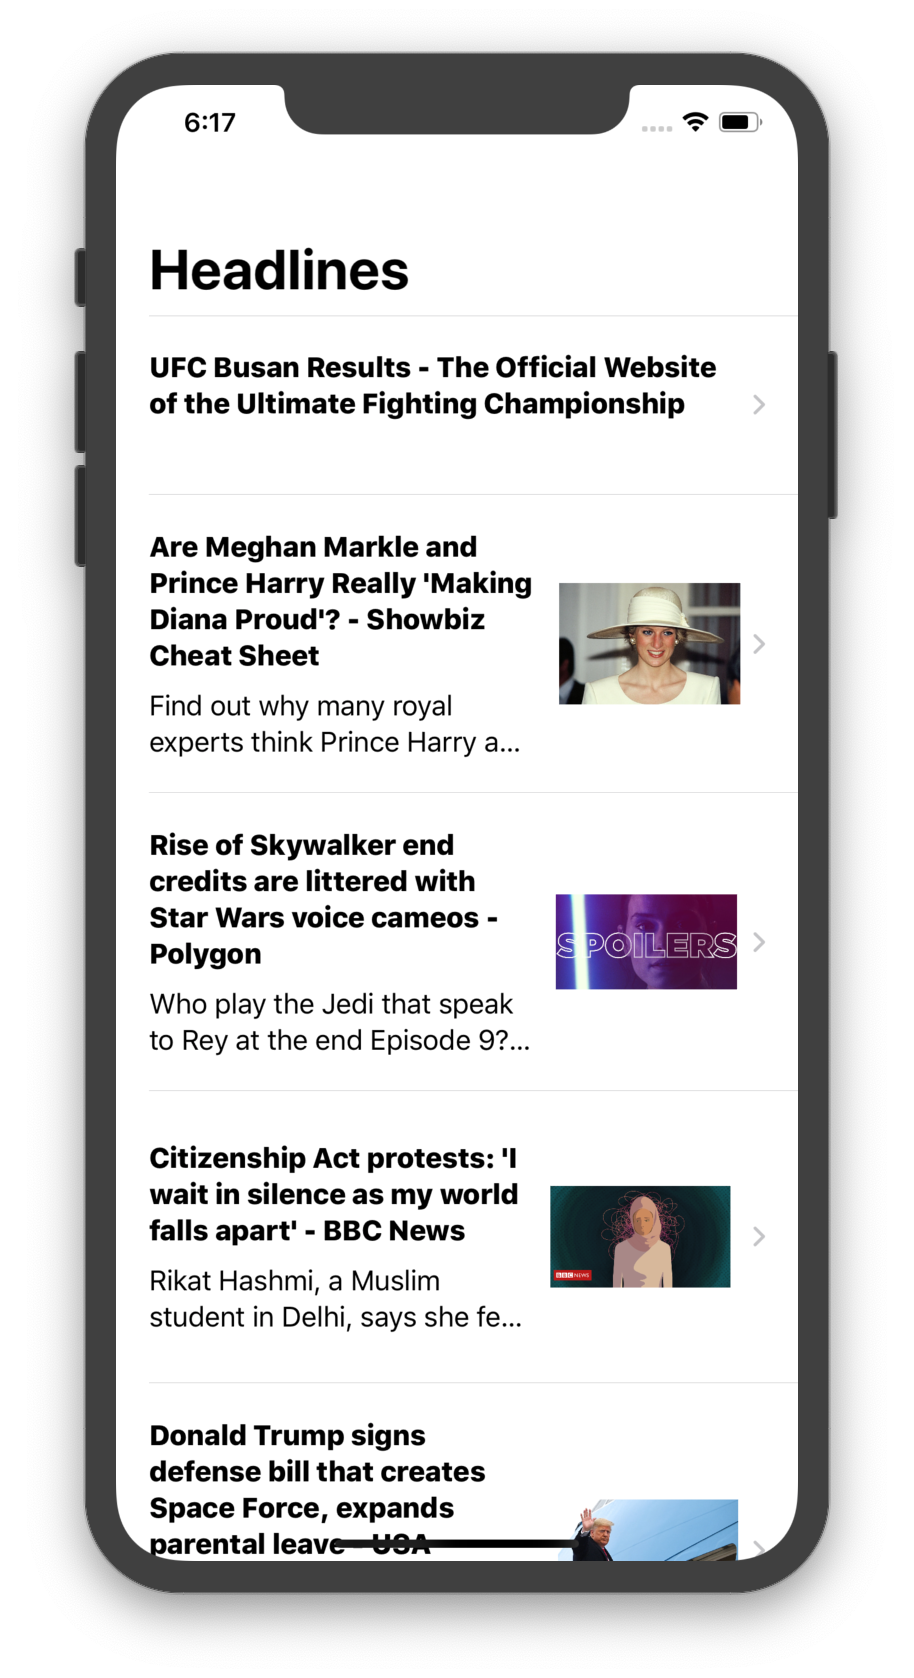 6:17
Headlines
UFC Busan Results - The Official Website
of the Ultimate Fighting Championship
Are Meghan Markle and
Prince Harry Really 'Making
Diana Proud'? - Showbiz
Cheat Sheet
Find out why many royal
experts think Prince Harry a...
Rise of Skywalker end
credits are littered with
Star Wars voice cameos -
Polygon
SPOILERS
Who play the Jedi that speak
to Rey at the end Episode 9?...
Citizenship Act protests: 'I
wait in silence as my world
falls apart' - BBC News
BBC NEWS
Rikat Hashmi, a Muslim
student in Delhi, says she fe...
Donald Trump signs
defense bill that creates
Space Force, expands
parental leave - USA